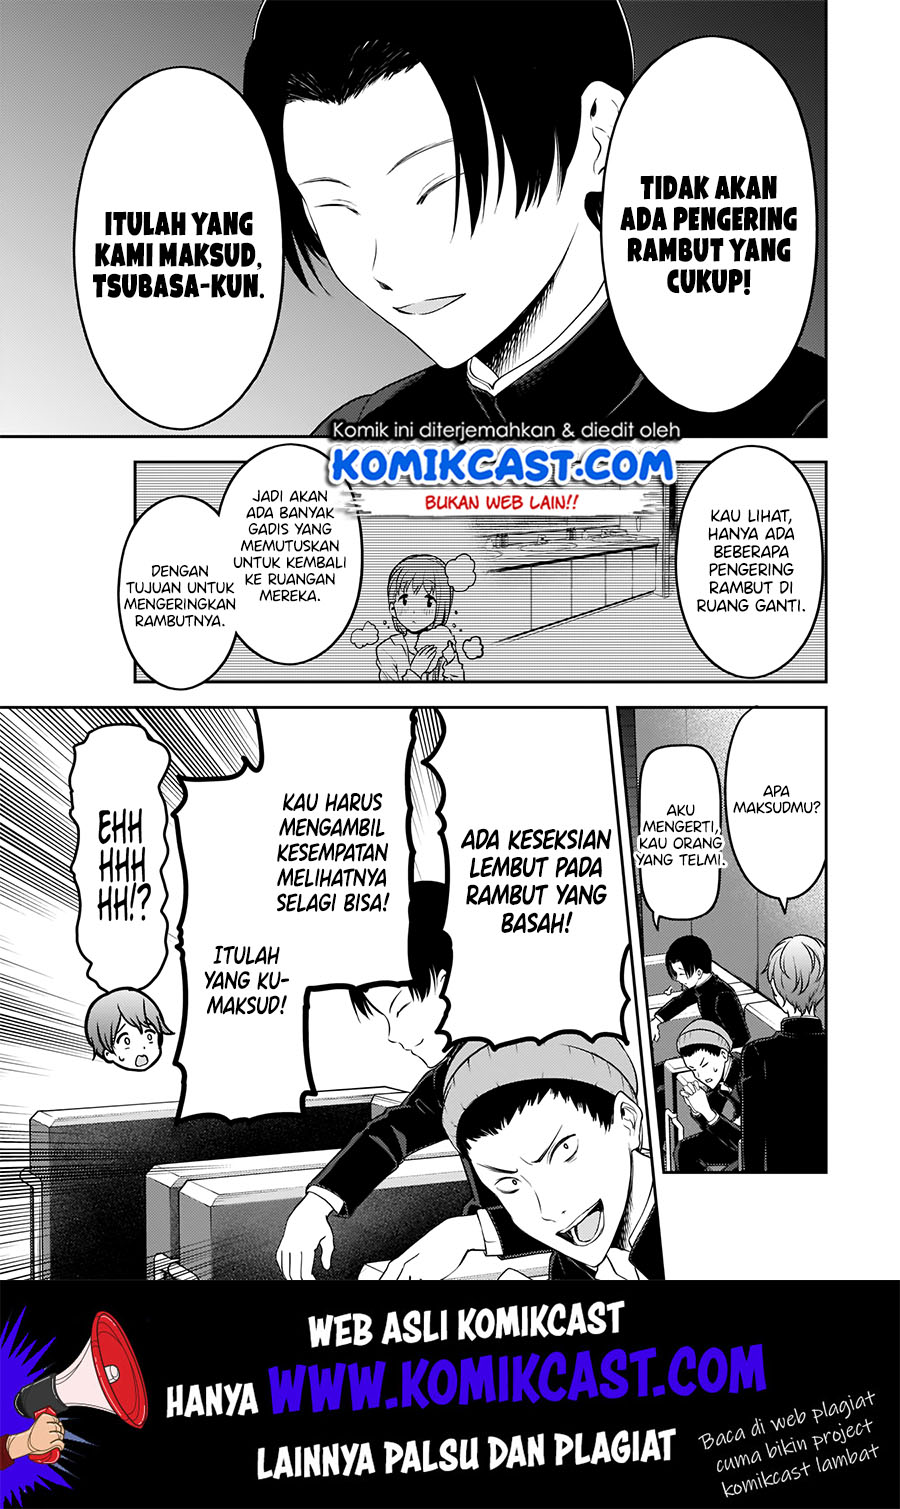 TIDAK AKAN
ADA PENGERING
RAMBUT YANG
CUKUP!
ITULAH YANG
KAMI MAKSUD,
TSUBASA-KUN.
Komik ini diterjemahkan & diedit oleh
KOMIKCAST.COM
BUKAN WEB LAIN!!
KAU LIHAT,
HANYA ADA
BEBERAPA
PENGERING
RAMBUT DI
RUANG GANTI.
JADI AKAN
ADA BANYAK
GADIS YANG
MEMUTUSKAN
UNTUK KEMBALI
KE RUANGAN
MEREKA.
DENGAN
TUJUAN UNTUK
MENGERINGKAN
RAMBUTNYA.
APA
MAKSUDMU?
AKU
MENGERTI,
KAU ORANG
YANG TELMI.
ADA KESEKSIAN
LEMBUT PADA
RAMBUT YANG
BASAH!
KAU HARUS
MENGAMBIL
KESEMPATAN
MELIHATNYA
SELAGI BISA!
ITULAH
YANG KU-
MAKSUD!
EHH
HHH
HH!?
WEB ASLI KOMIKCAST
HANYA WWW.KOMIKCAST.COM
LAINNYA PALSU DAN PLAGIAT
Baca di web plagiat
cuma bikin project
komikcast lambat